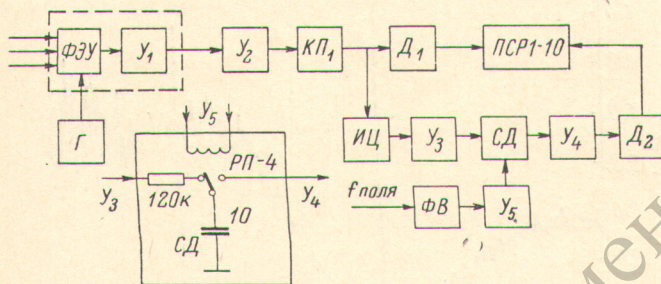 ФЭУ У₁ У₂ КП₁ Д₁ ПСР1-10
Г У₅ ИЦ У₃ СД У₄ Д₂
РП-4
У₃ 120к У₄
10
СД
f поля ФВ У₅
мен